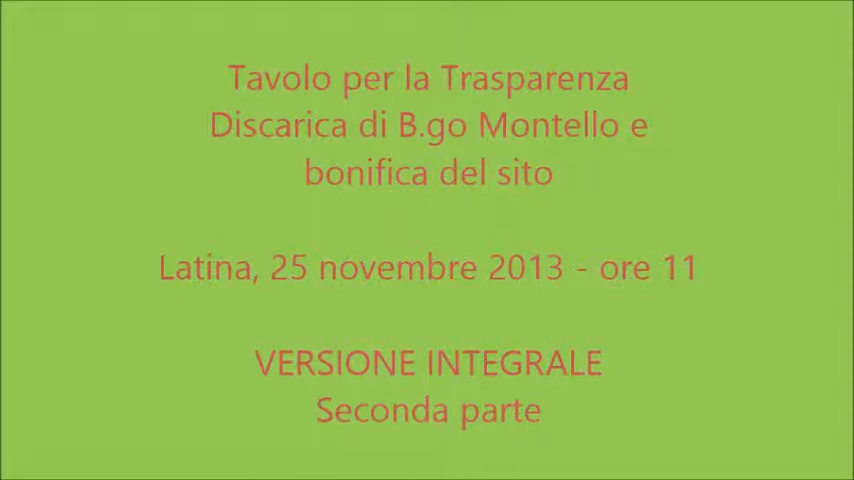 Tavolo per la Trasparenza
Discarica di B.go Montello e
bonifica del sito
Latina, 25 novembre 2013 - ore 11
VERSIONE INTEGRALE
Seconda parte